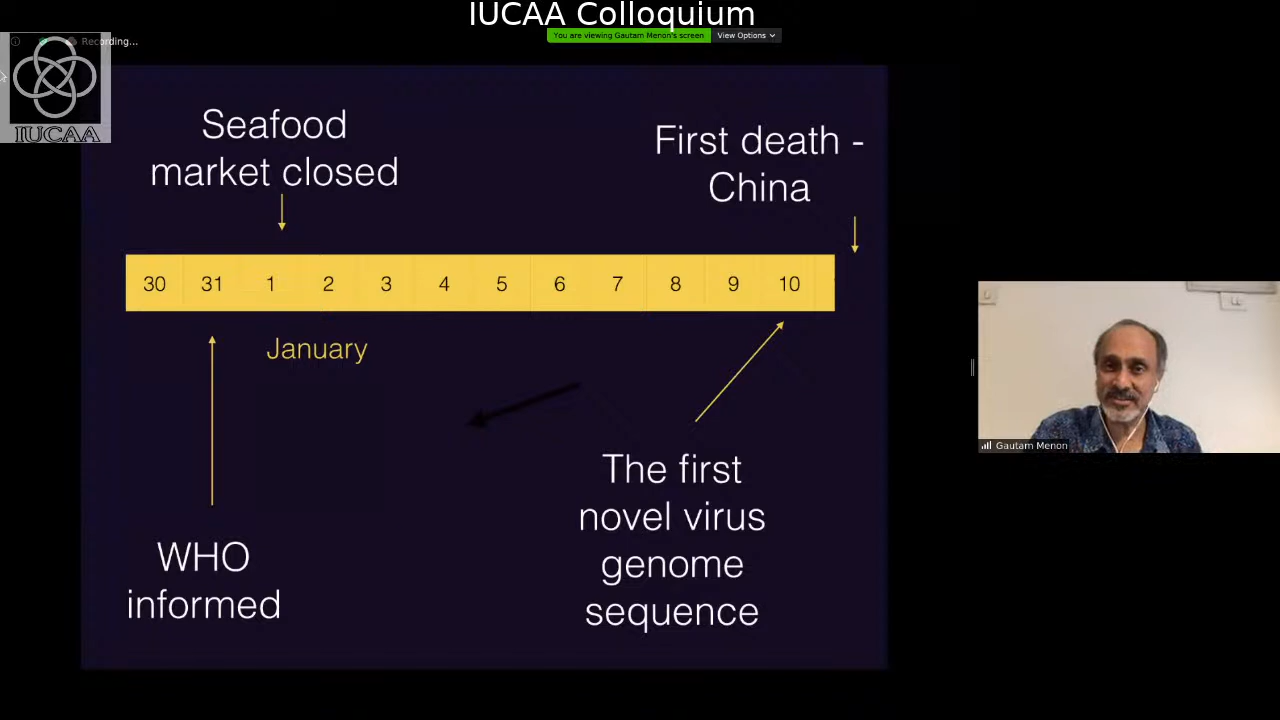 IUCAA Colloquium
You are viewing Gautam Menon's screen
View Options
Recording...
IUCAA
Seafood
market closed
First death -
China
30 31 1 2 3 4 5 6 7 8 9 10
January
The first
novel virus
genome
sequence
WHO
informed
Gautam Menon